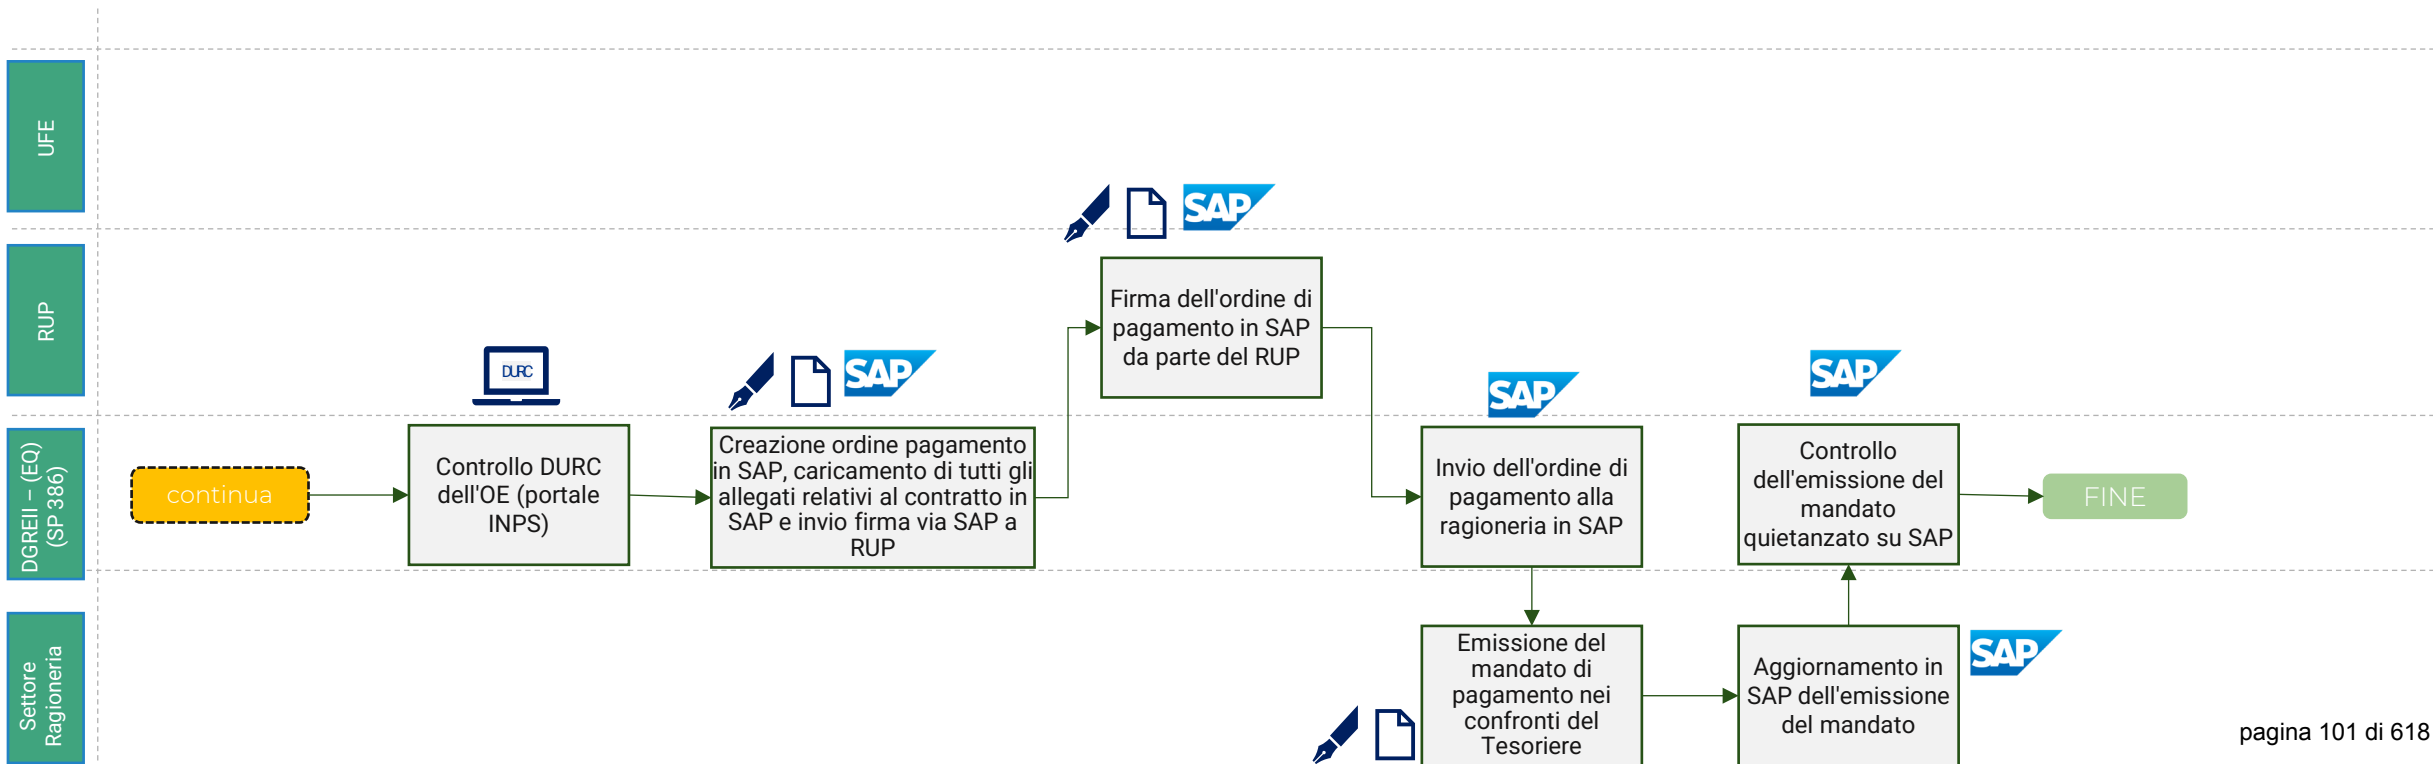 UFE
SAP
RUP
Firma dell'ordine di
pagamento in SAP
da parte del RUP
DURC
SAP
SAP
SAP
DGREII – (EQ)
(SP 386)
continua
Controllo DURC
dell'OE (portale
INPS)
Creazione ordine pagamento
in SAP, caricamento di tutti gli
allegati relativi al contratto in
SAP e invio firma via SAP a
RUP
Invio dell'ordine di
pagamento alla
ragioneria in SAP
Controllo
dell'emissione del
mandato
quietanzato su SAP
FINE
Settore
Ragioneria
Emissione del
mandato di
pagamento nei
confronti del
Tesoriere
Aggiornamento in
SAP dell'emissione
del mandato
SAP
pagina 101 di 618